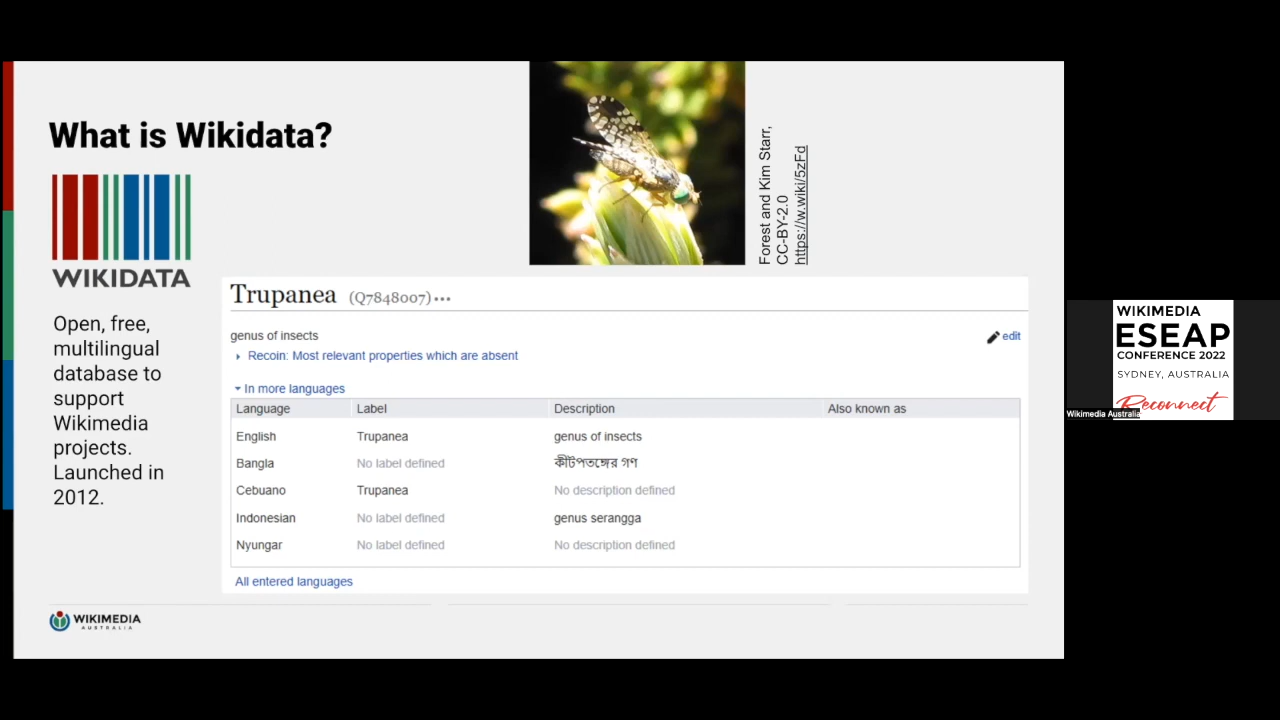 What is Wikidata?
WIKIDATA
Open, free,
multilingual
database to
support
Wikimedia
projects.
Launched in
2012.
Forest and Kim Starr,
CC-BY-2.0
https://w.wiki/5zFd
Trupanea (Q7848007) •••
genus of insects
edit
Recoin: Most relevant properties which are absent
In more languages
Language Label Description Also known as
English Trupanea genus of insects
Bangla No label defined কীটপতঙ্গের গণ
Cebuano Trupanea No description defined
Indonesian No label defined genus serangga
Nyungar No label defined No description defined
All entered languages
WIKIMEDIA
AUSTRALIA
WIKIMEDIA
ESEAP
CONFERENCE 2022
SYDNEY, AUSTRALIA
Reconnect
Wikimedia Australia